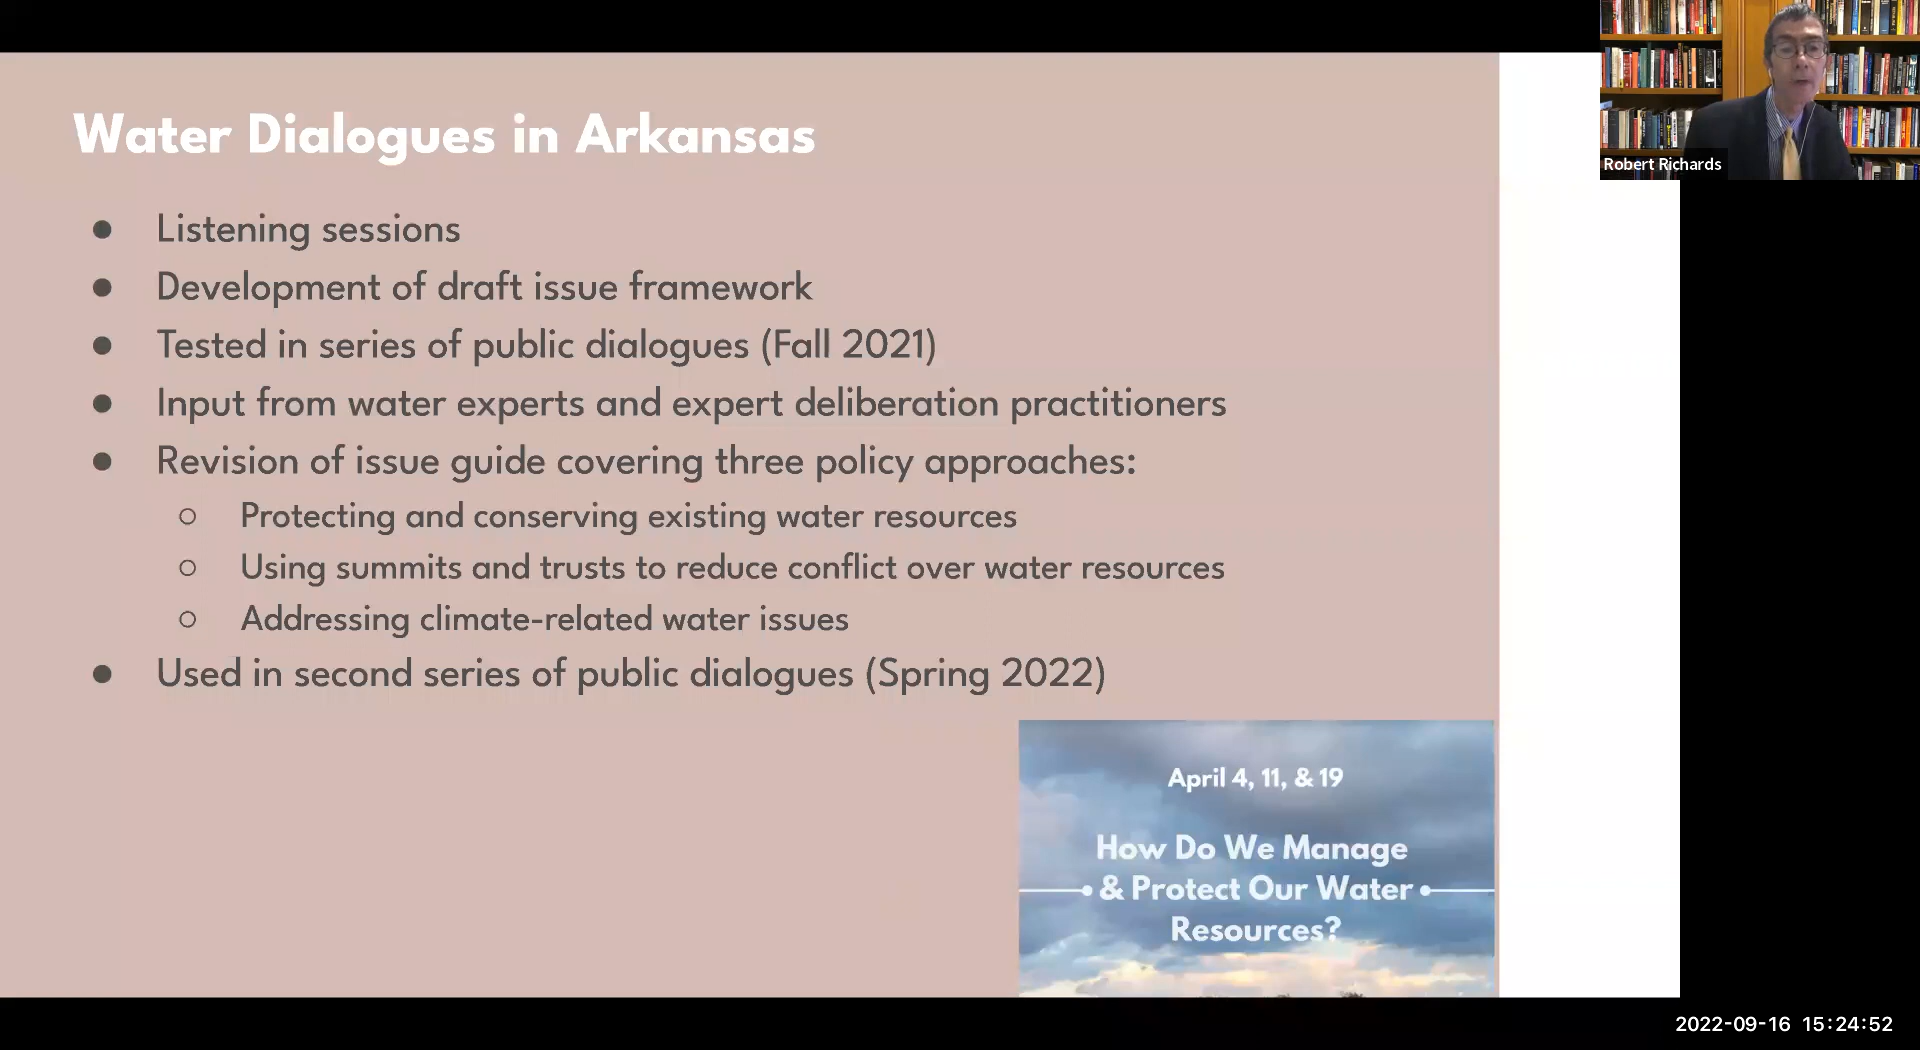 Water Dialogues in Arkansas
● Listening sessions
● Development of draft issue framework
● Tested in series of public dialogues (Fall 2021)
● Input from water experts and expert deliberation practitioners
● Revision of issue guide covering three policy approaches:
○ Protecting and conserving existing water resources
○ Using summits and trusts to reduce conflict over water resources
○ Addressing climate-related water issues
● Used in second series of public dialogues (Spring 2022)
April 4, 11, & 19
How Do We Manage
& Protect Our Water
Resources?
Robert Richards
2022-09-16 15:24:52